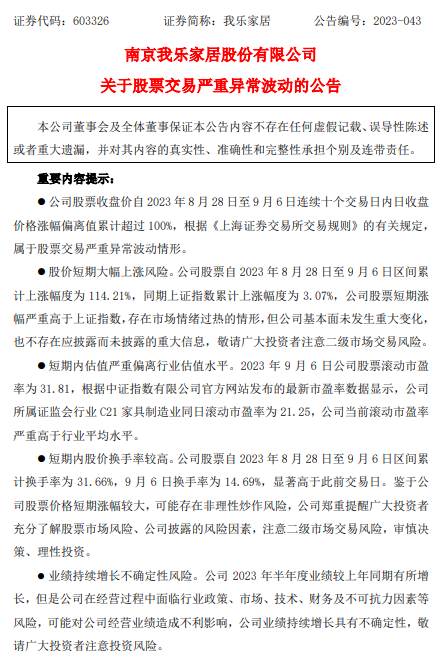 证券代码：603326 证券简称：我乐家居 公告编号：2023-043
南京我乐家居股份有限公司
关于股票交易严重异常波动的公告
本公司董事会及全体董事保证本公告内容不存在任何虚假记载、误导性陈述
或者重大遗漏，并对其内容的真实性、准确性和完整性承担个别及连带责任。
重要内容提示：
●公司股票收盘价自 2023 年 8 月 28 日至 9 月 6 日连续十个交易日内日收盘
价格涨幅偏离值累计超过 100%，根据《上海证券交易所交易规则》的有关规定，
属于股票交易严重异常波动情形。
●股价短期大幅上涨风险。公司股票自 2023 年 8 月 28 日至 9 月 6 日区间累
计上涨幅度为 114.21%，同期上证指数累计上涨幅度为 3.07%，公司股票短期涨
幅严重高于上证指数，存在市场情绪过热的情形，但公司基本面未发生重大变化，
也不存在应披露而未披露的重大信息，敬请广大投资者注意二级市场交易风险。
●短期内估值严重偏离行业估值水平。2023 年 9 月 6 日公司股票滚动市盈
率为 31.81，根据中证指数有限公司官方网站发布的最新市盈率数据显示，公司
所属证监会行业 C21 家具制造业同日滚动市盈率为 21.25，公司当前滚动市盈率
严重高于行业平均水平。
●短期内股价换手率较高。公司股票自 2023 年 8 月 28 日至 9 月 6 日区间累
计换手率为 31.66%，9 月 6 日换手率为 14.69%，显著高于此前交易日。鉴于公
司股票价格短期涨幅较大，可能存在非理性炒作风险，公司郑重提醒广大投资者
充分了解股票市场风险、公司披露的风险因素，注意二级市场交易风险，审慎决
策、理性投资。
●业绩持续增长不确定性风险。公司 2023 年半年度业绩较上年同期有所增
长，但是公司在经营过程中面临行业政策、市场、技术、财务及不可抗力因素等
风险，可能对公司经营业绩造成不利影响，公司业绩持续增长具有不确定性，敬
请广大投资者注意投资风险。